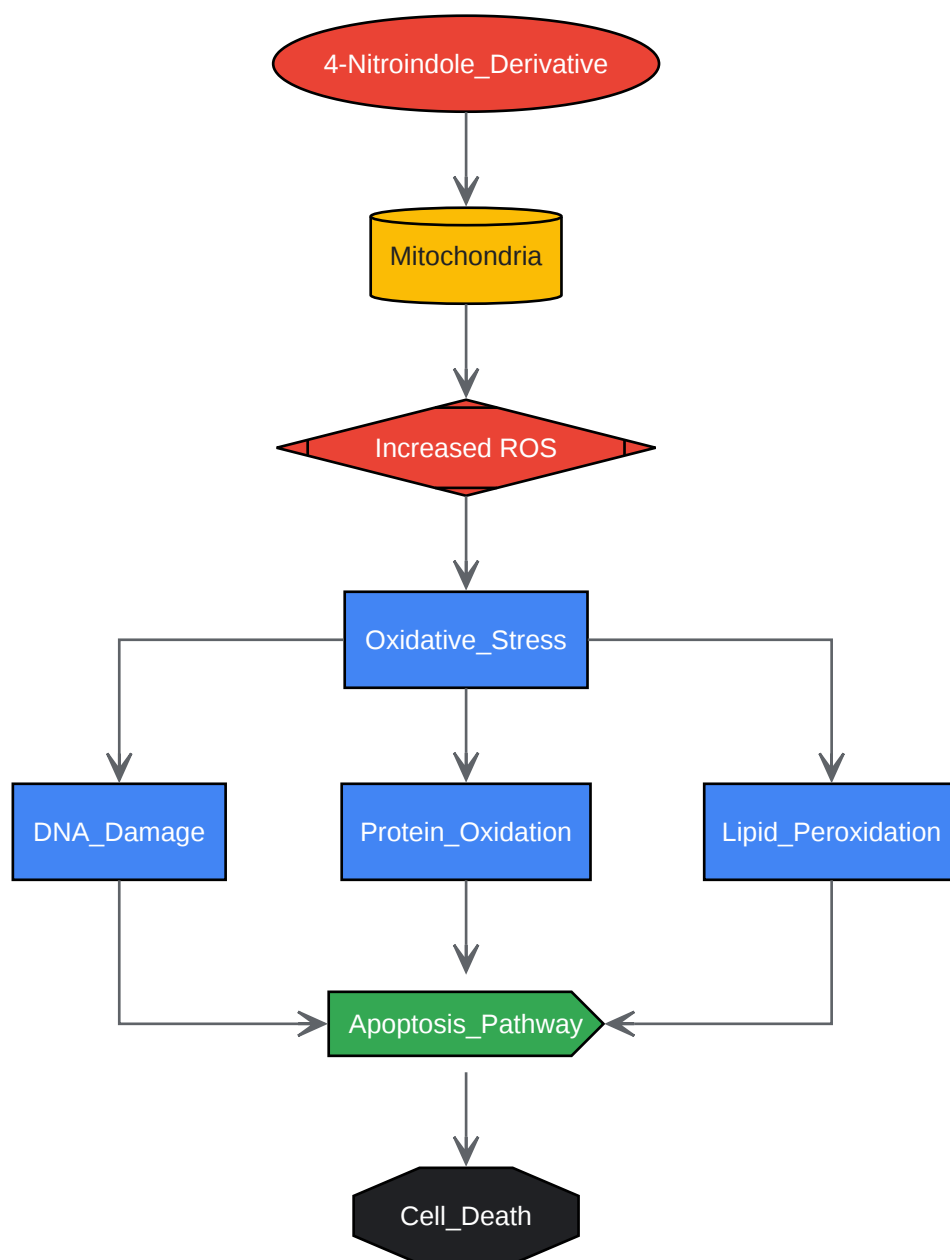 4-Nitroindole_Derivative
Mitochondria
Increased ROS
Oxidative_Stress
DNA_Damage
Protein_Oxidation
Lipid_Peroxidation
Apoptosis_Pathway
Cell_Death